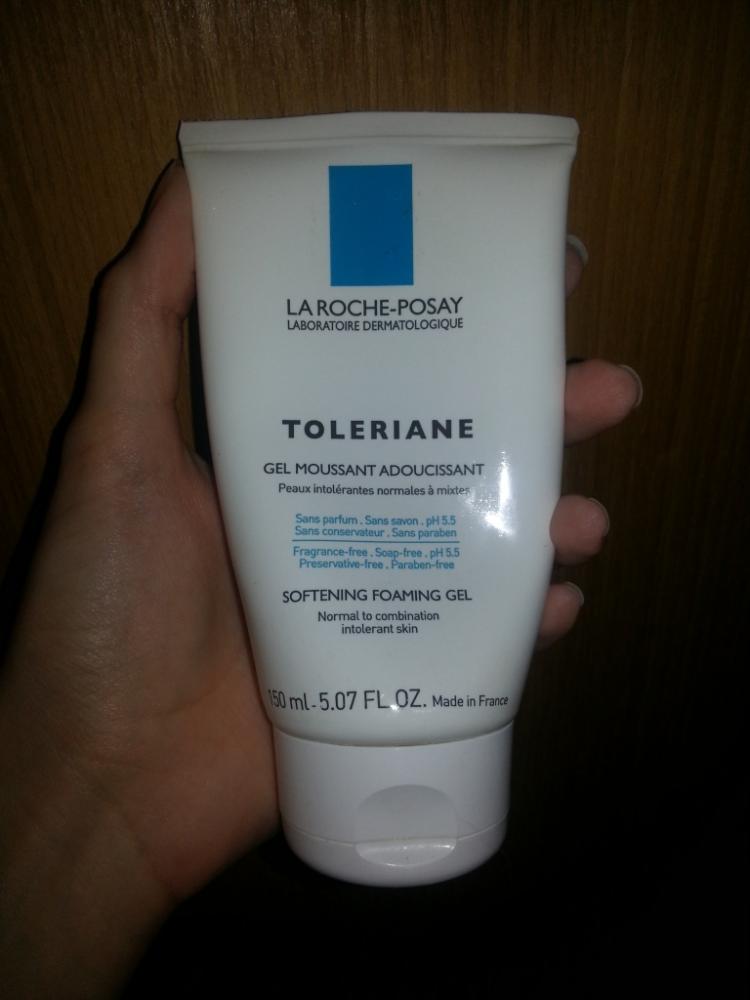 LA ROCHE-POSAY
LABORATOIRE DERMATOLOGIQUE
TOLERIANE
GEL MOUSSANT ADOUCISSANT
Peaux intolérantes normales à mixtes
Sans parfum . Sans savon . pH 5.5
Sans conservateur . Sans paraben
Fragrance-free . Soap-free . pH 5.5
Preservative-free . Paraben-free
SOFTENING FOAMING GEL
Normal to combination
intolerant skin
150 ml - 5.07 FL. OZ. Made in France